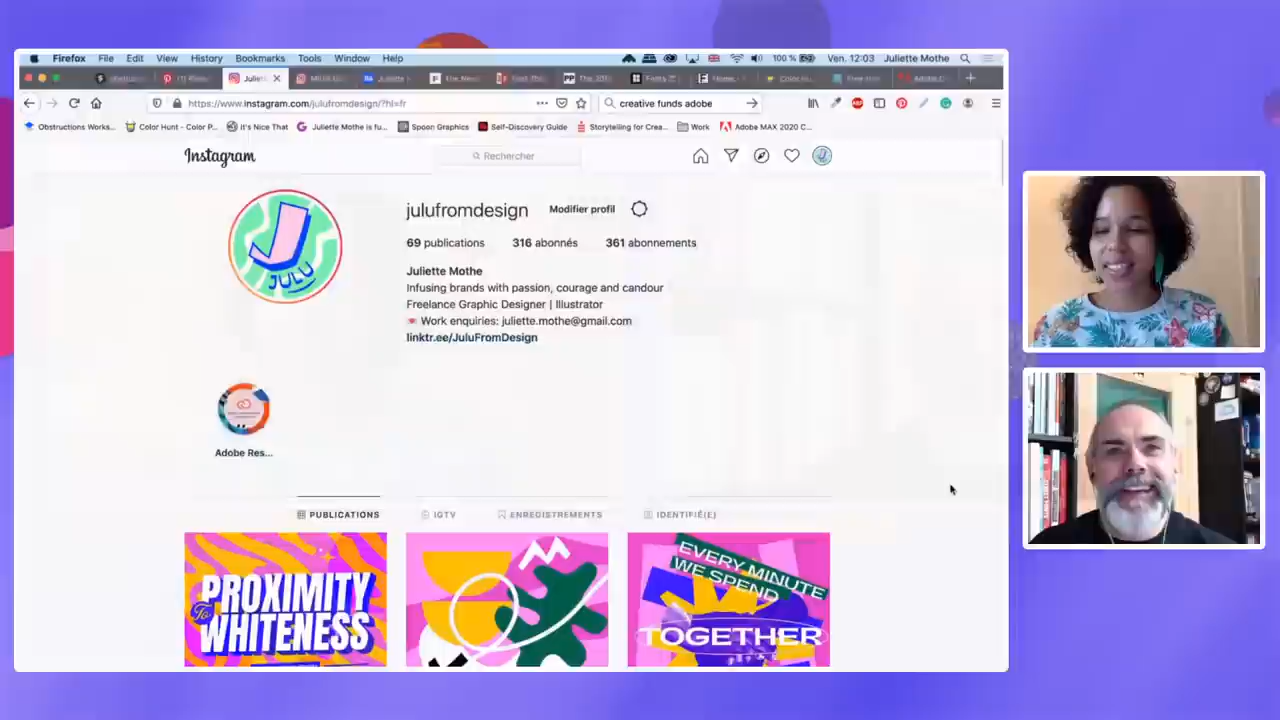 Firefox File Edit View History Bookmarks Tools Window Help 100 % Ven. 12:03 Juliette Mothe
https://www.instagram.com/julufromdesign/?hl=fr
creative funds adobe
Obstructions Works... Color Hunt - Color P... It's Nice That Juliette Mothe is fu... Spoon Graphics Self-Discovery Guide Storytelling for Crea... Work Adobe MAX 2020 C...
Instagram
Rechercher
julufromdesign Modifier profil
69 publications 316 abonnés 361 abonnements
Juliette Mothe
Infusing brands with passion, courage and candour
Freelance Graphic Designer | Illustrator
Work enquiries: juliette.mothe@gmail.com
linktr.ee/JuluFromDesign
JULU
Adobe Res...
PUBLICATIONS IGTV ENREGISTREMENTS IDENTIFIÉ(E)
PROXIMITY
To
WHITENESS
EVERY MINUTE
WE SPEND
TOGETHER